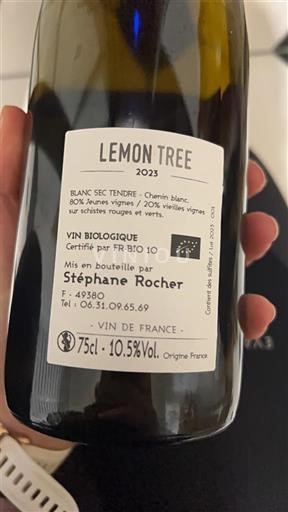 LEMON TREE
2023
BLANC SEC TENDRE - Chenin blanc.
80% Jeunes vignes / 20% vieilles vignes
sur schistes rouges et verts.
VIN BIOLOGIQUE
Certifié par FR-BIO 10
Mis en bouteille par
Stéphane Rocher
F - 49380
Tel : 06.31.09.65.69
- VIN DE FRANCE -
75cl - 10.5%Vol. Origine France
Contient des sulfites / Lot 2023 - 001
VINTOU